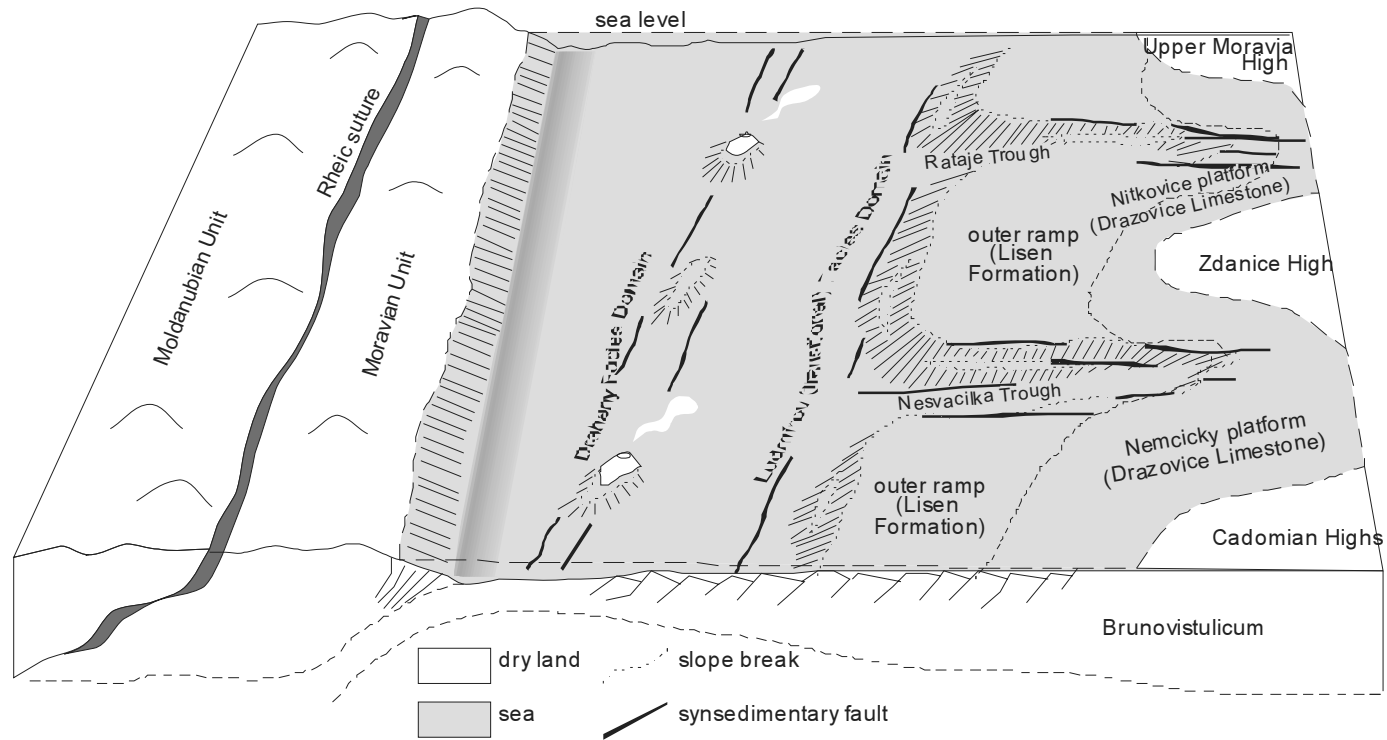 sea level
Upper Moravia
High
Rheic suture
Rataje Trough
Nitkovice platform
(Drazovice Limestone)
Moldanubian Unit
Moravian Unit
outer ramp
(Lisen
Formation)
Zdanice High
Drahany Facies Domain
Facies Domain
Nesvacilka Trough
Nemcicky platform
(Drazovice Limestone)
outer ramp
(Lisen
Formation)
Cadomian Highs
Brunovistulicum
dry land
slope break
sea
synsedimentary fault